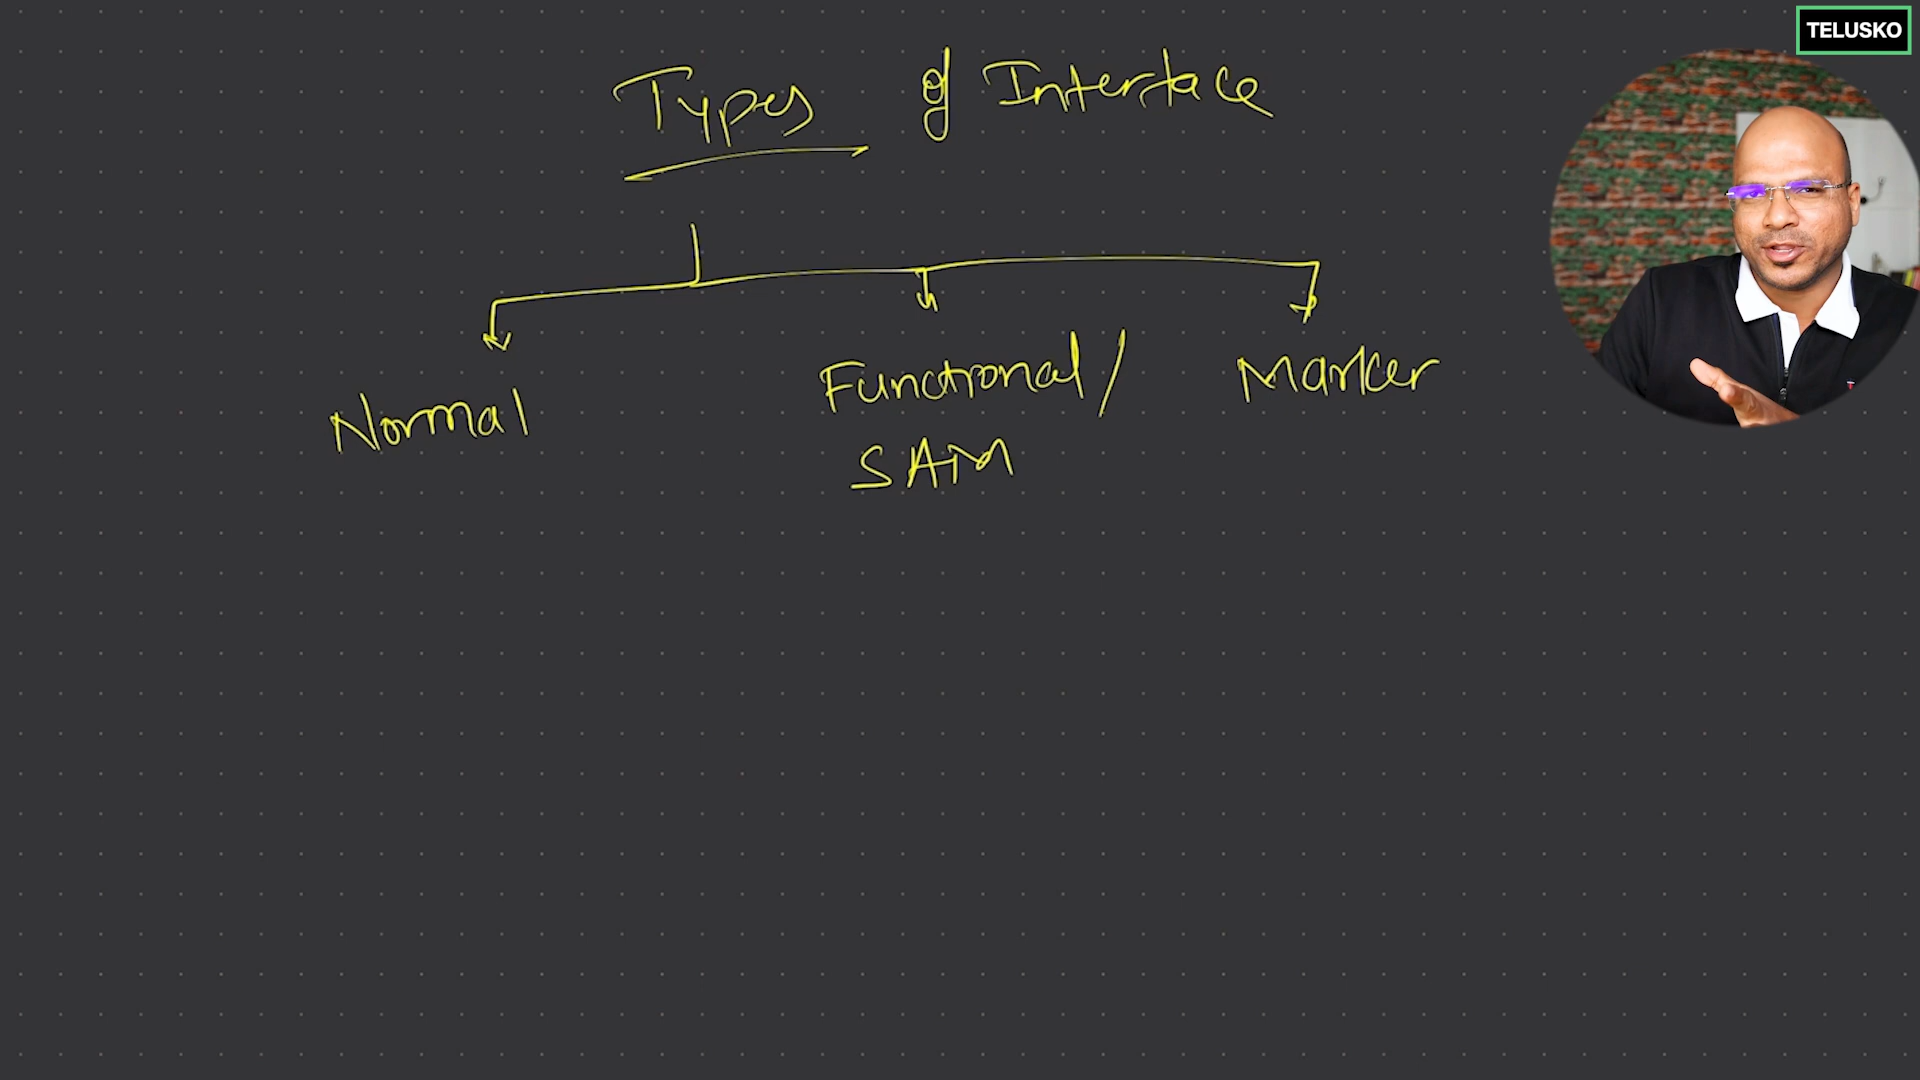 TELUSKO
Types of Interface
Normal
Functional/
SAM
Marker